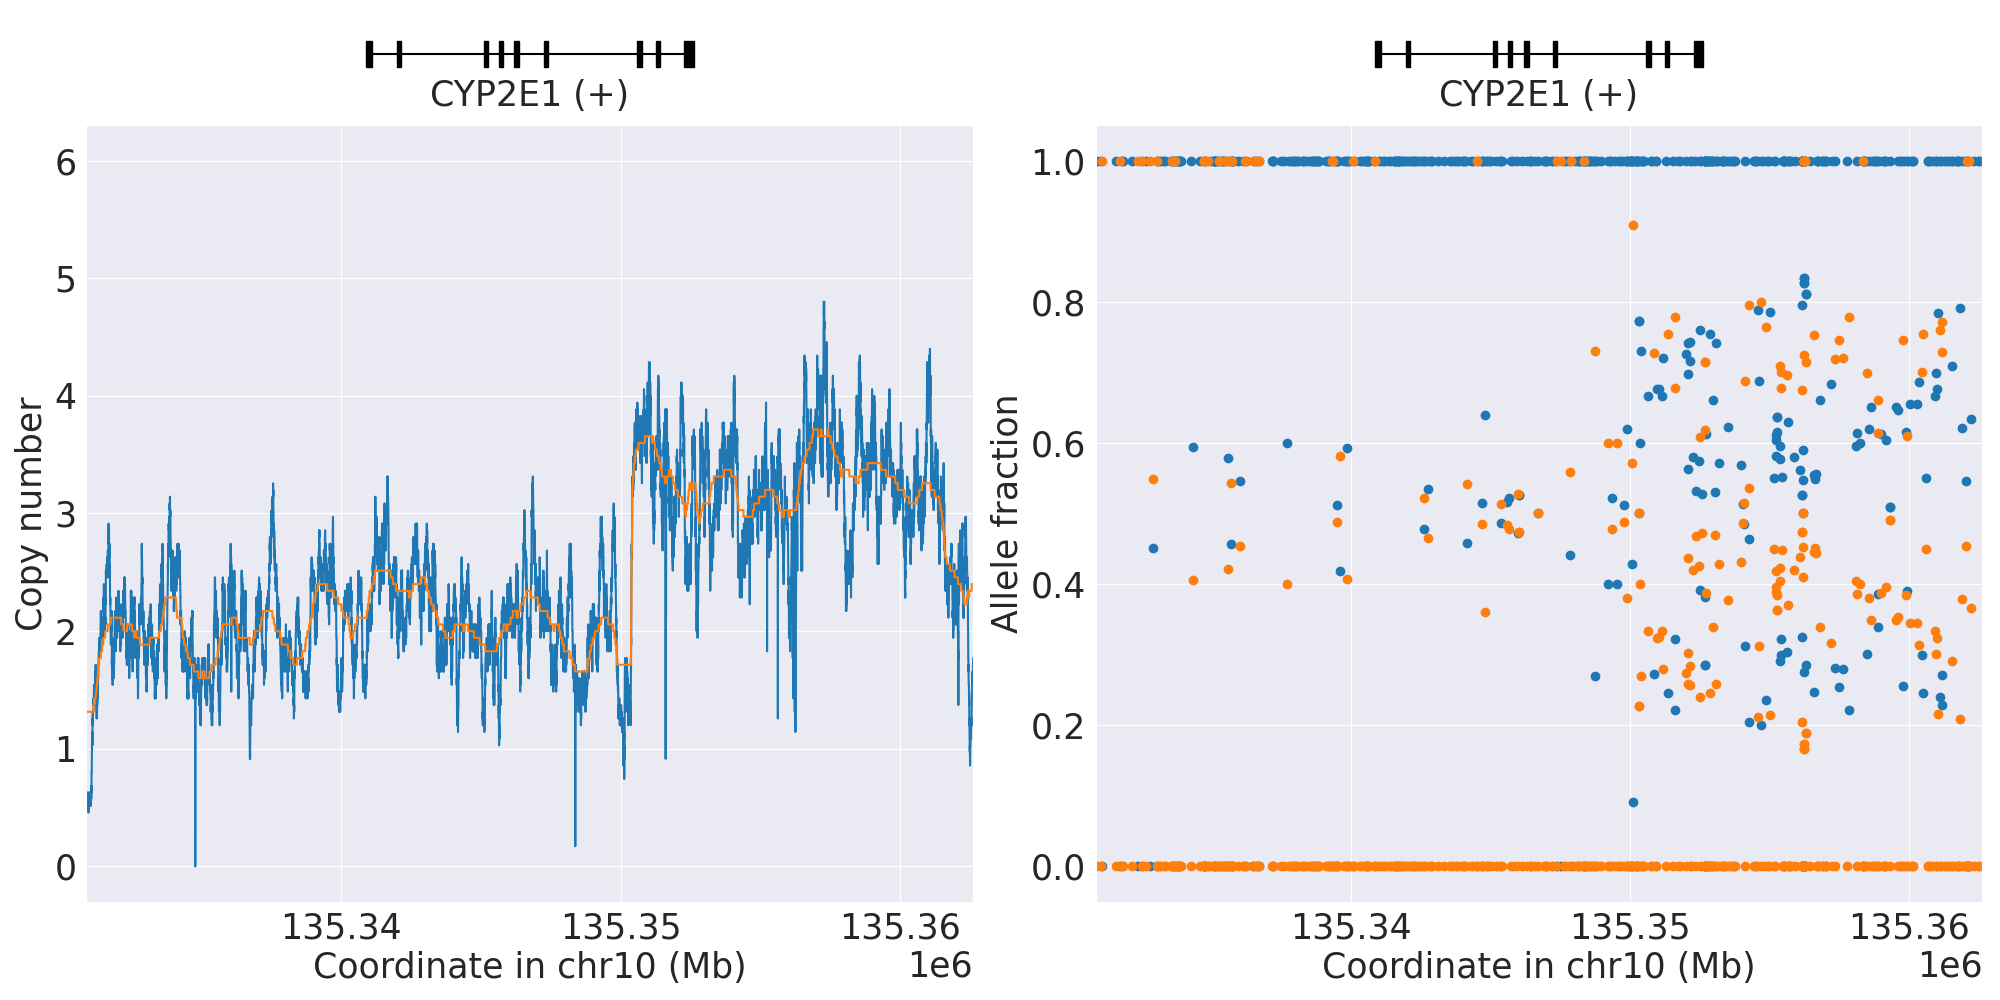 CYP2E1 (+)
6
5
4
3
2
1
0
Copy number
135.34 135.35 135.36
Coordinate in chr10 (Mb)
1e6
CYP2E1 (+)
1.0
0.8
0.6
0.4
0.2
0.0
Allele fraction
135.34 135.35 135.36
Coordinate in chr10 (Mb)
1e6